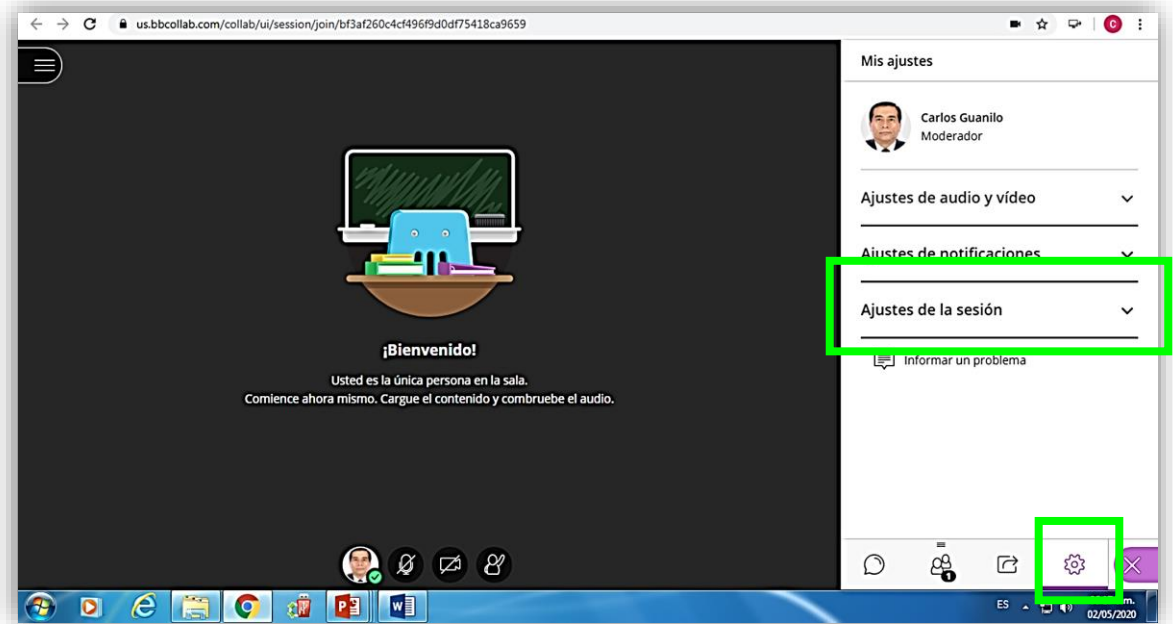 us.bbcollab.com/collab/ui/session/join/bf3af260c4cf496f9d0df75418ca9659
C
Mis ajustes
Carlos Guanilo
Moderador
Ajustes de audio y vídeo
Ajustes de notificaciones
Ajustes de la sesión
Informar un problema
¡Bienvenido!
Usted es la única persona en la sala.
Comience ahora mismo. Cargue el contenido y combruebe el audio.
1
ES
m.
02/05/2020